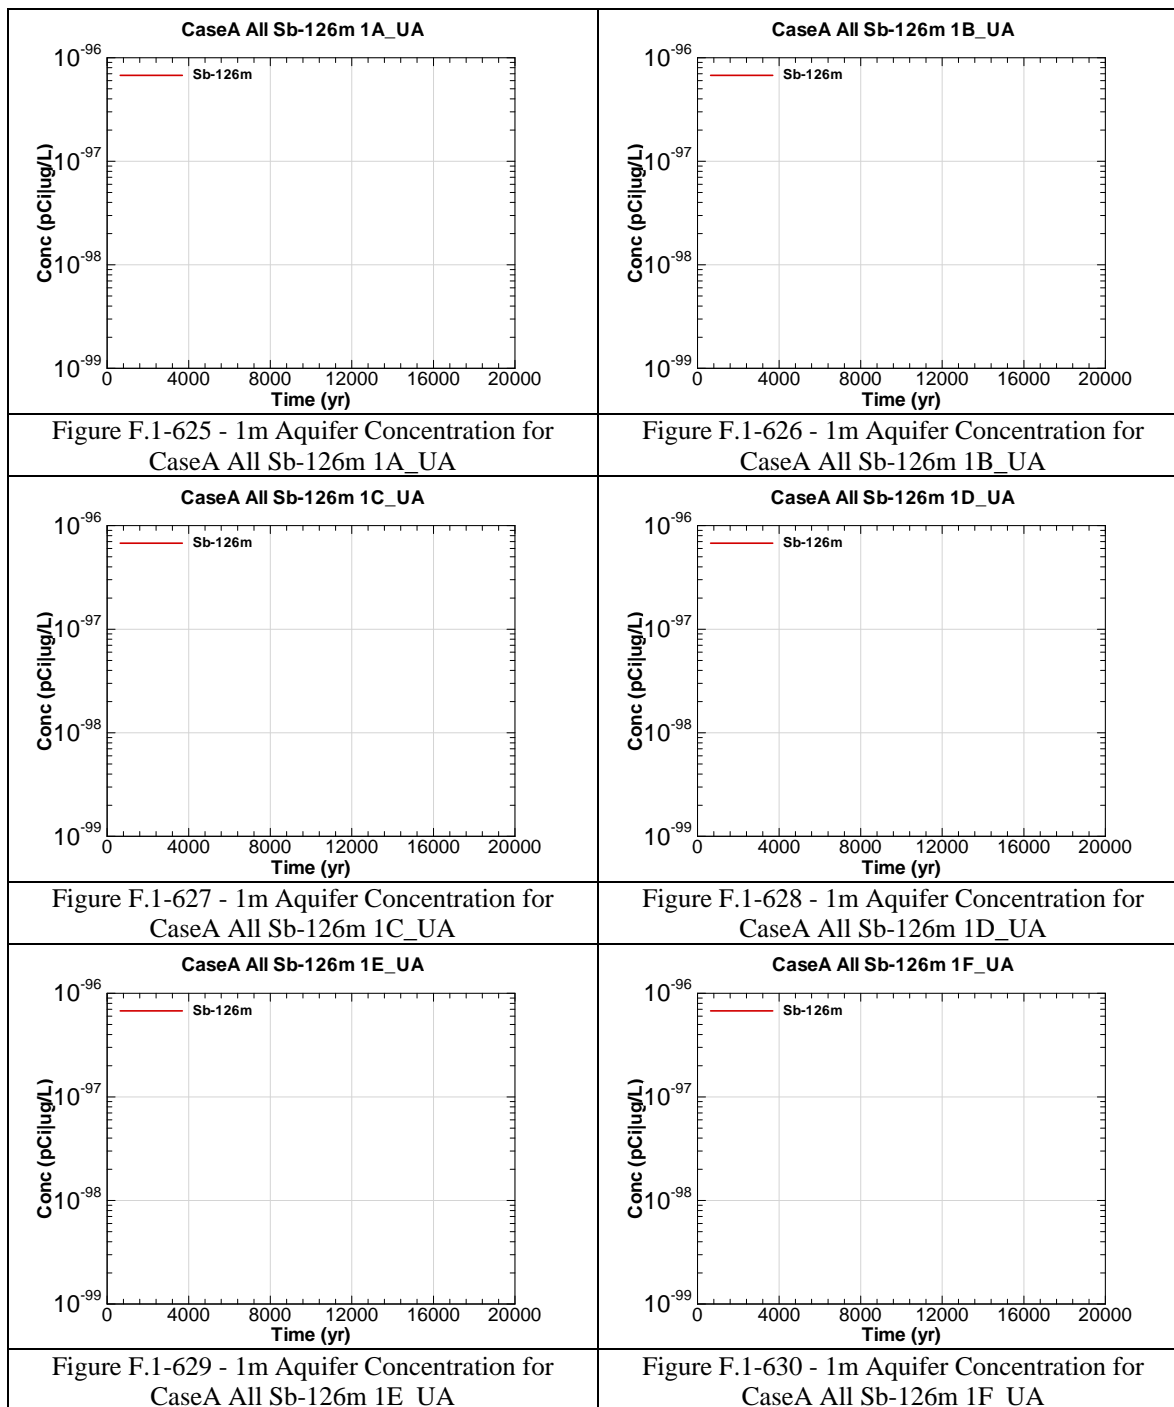 CaseA All Sb-126m 1A_UA
Sb-126m
10-96
10-97
10-98
10-99
Conc (pCi|ug/L)
0 4000 8000 12000 16000 20000
Time (yr)
Figure F.1-625 - 1m Aquifer Concentration for
CaseA All Sb-126m 1A_UA
CaseA All Sb-126m 1B_UA
Sb-126m
10-96
10-97
10-98
10-99
Conc (pCi|ug/L)
0 4000 8000 12000 16000 20000
Time (yr)
Figure F.1-626 - 1m Aquifer Concentration for
CaseA All Sb-126m 1B_UA
CaseA All Sb-126m 1C_UA
Sb-126m
10-96
10-97
10-98
10-99
Conc (pCi|ug/L)
0 4000 8000 12000 16000 20000
Time (yr)
Figure F.1-627 - 1m Aquifer Concentration for
CaseA All Sb-126m 1C_UA
CaseA All Sb-126m 1D_UA
Sb-126m
10-96
10-97
10-98
10-99
Conc (pCi|ug/L)
0 4000 8000 12000 16000 20000
Time (yr)
Figure F.1-628 - 1m Aquifer Concentration for
CaseA All Sb-126m 1D_UA
CaseA All Sb-126m 1E_UA
Sb-126m
10-96
10-97
10-98
10-99
Conc (pCi|ug/L)
0 4000 8000 12000 16000 20000
Time (yr)
Figure F.1-629 - 1m Aquifer Concentration for
CaseA All Sb-126m 1E_UA
CaseA All Sb-126m 1F_UA
Sb-126m
10-96
10-97
10-98
10-99
Conc (pCi|ug/L)
0 4000 8000 12000 16000 20000
Time (yr)
Figure F.1-630 - 1m Aquifer Concentration for
CaseA All Sb-126m 1F_UA